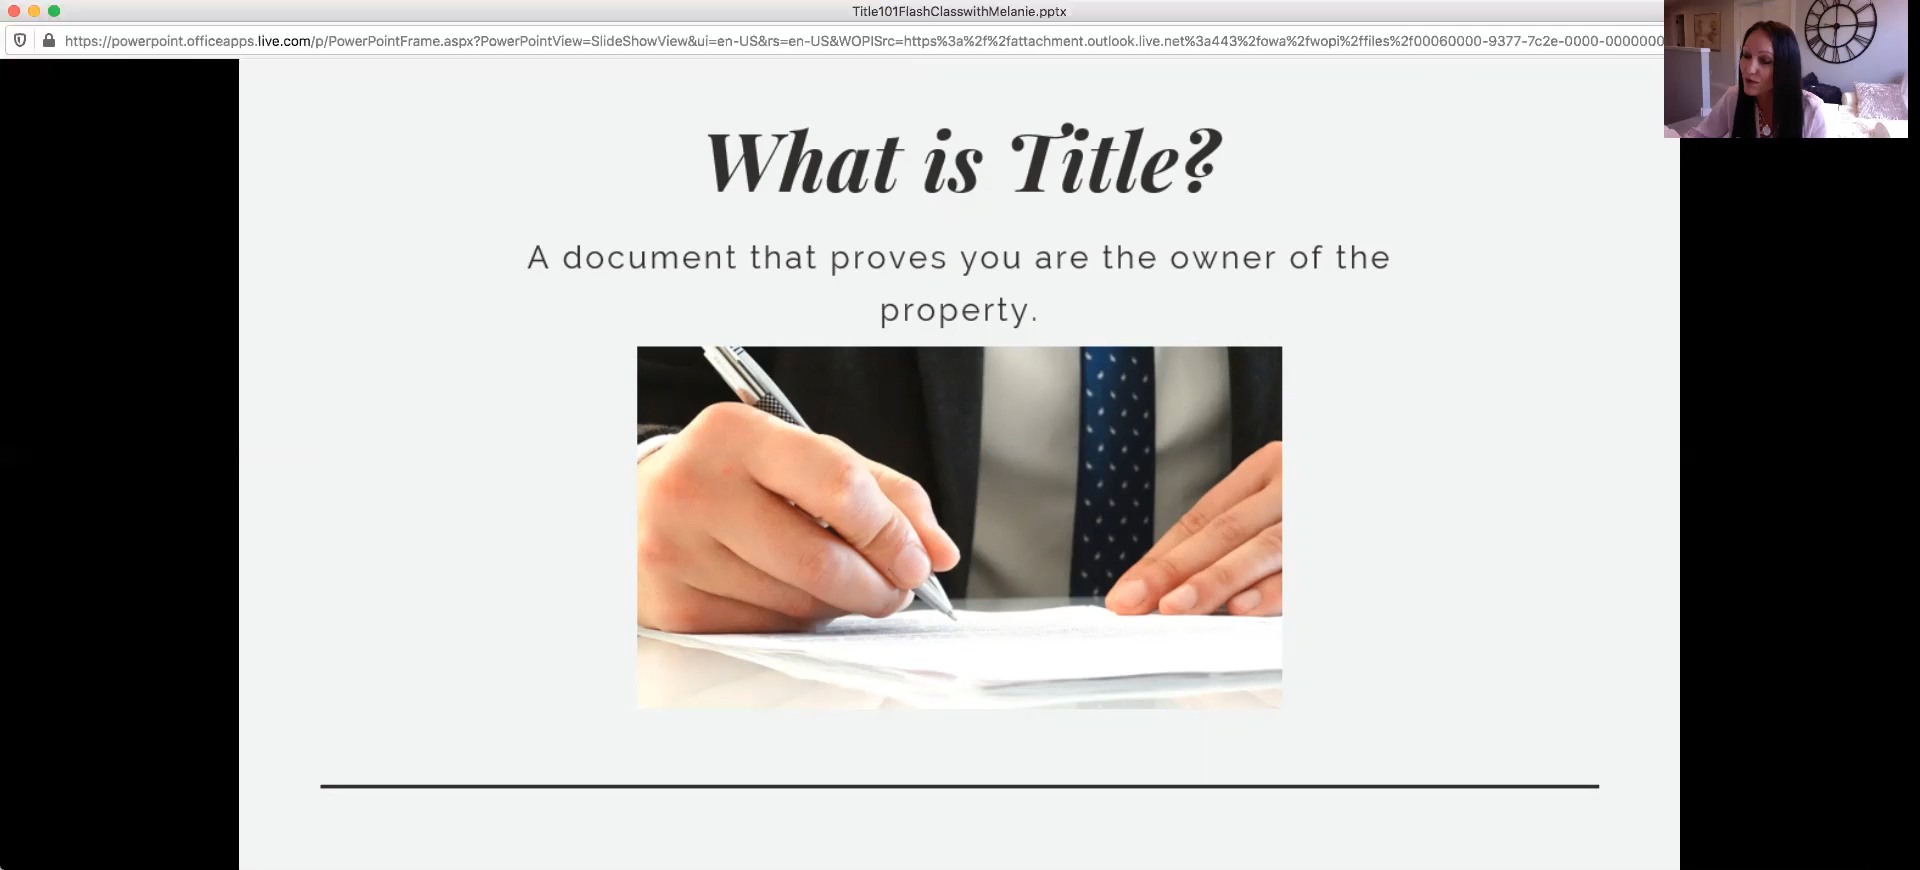 Title101FlashClasswithMelanie.pptx
https://powerpoint.officeapps.live.com/p/PowerPointFrame.aspx?PowerPointView=SlideShowView&ui=en-US&rs=en-US&WOPISrc=https%3a%2f%2fattachment.outlook.live.net%3a443%2fowa%2fwopi%2ffiles%2f00060000-9377-7c2e-0000-0000000
What is Title?
A document that proves you are the owner of the
property.